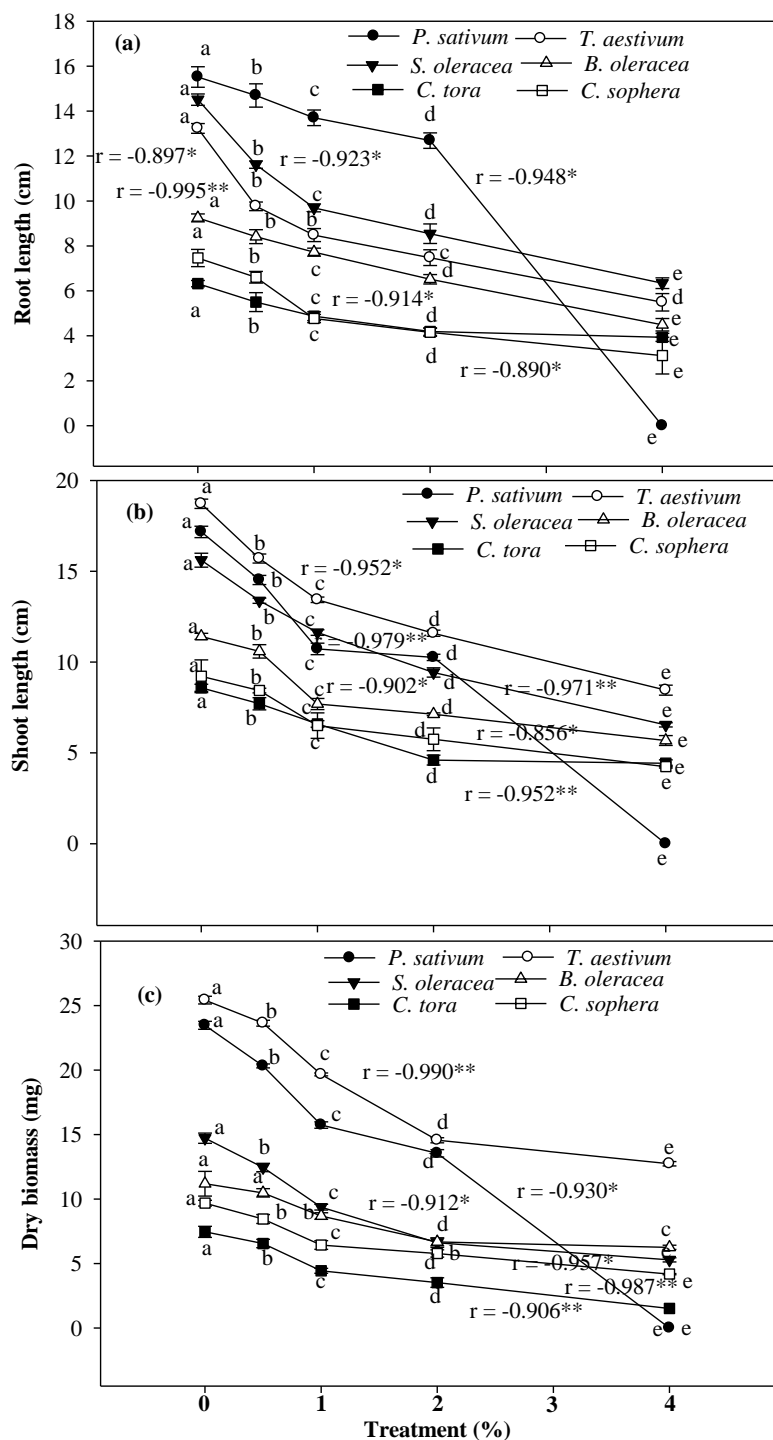 (a)
P. sativum T. aestivum
S. oleracea B. oleracea
C. tora C. sophera
Root length (cm)
18
16
14
12
10
8
6
4
2
0
a b c d e
a b c d e
a b b c d
a b c d e
a b c d e
a b c d e
r = -0.897*
r = -0.923*
r = -0.948*
r = -0.995**
r = -0.914*
r = -0.890*
(b)
P. sativum T. aestivum
S. oleracea B. oleracea
C. tora C. sophera
Shoot length (cm)
20
15
10
5
0
a b c d e
a b c d e
a b c d e
a b c d e
a b c d e
a b c d e
r = -0.952*
= -0.979**
r = -0.902*
r = -0.971**
r = -0.856*
r = -0.952**
(c)
P. sativum T. aestivum
S. oleracea B. oleracea
C. tora C. sophera
Dry biomass (mg)
30
25
20
15
10
5
0
a b c d e
a b c d e
a b c d
a a b b c
a b c d e
a b c d e
r = -0.990**
r = -0.930*
r = -0.912*
r = -0.957*
r = -0.987**
r = -0.906**
0 1 2 4
Treatment (%)